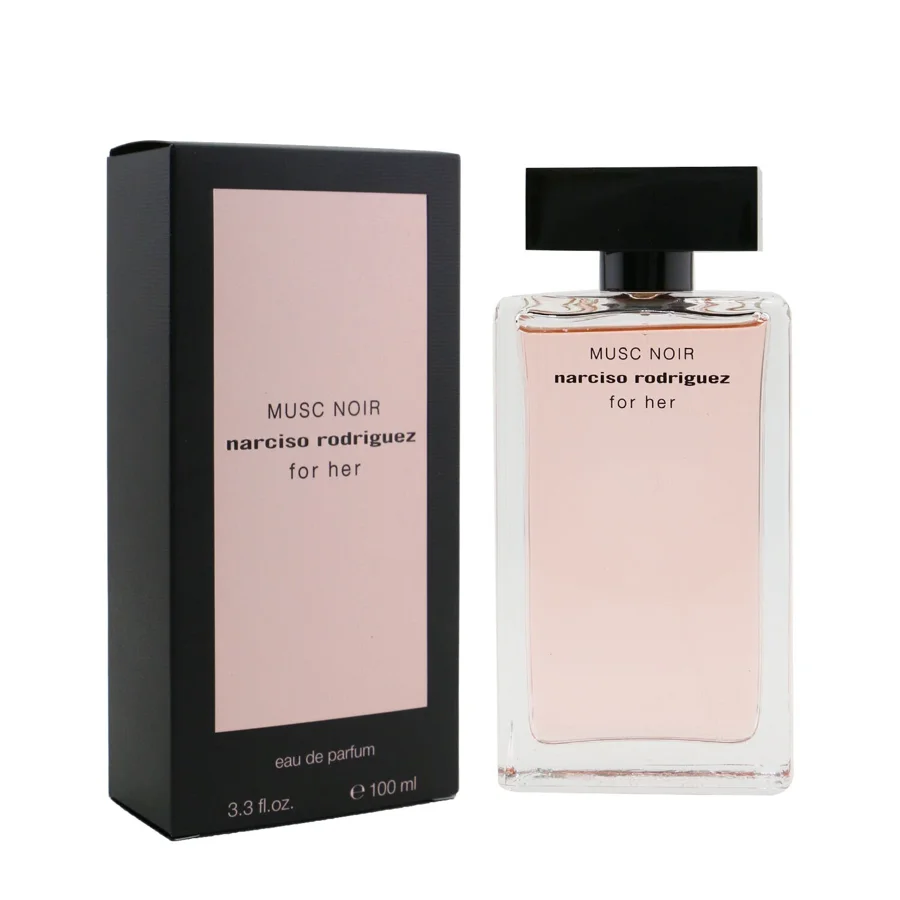 MUSC NOIR
narciso rodriguez
for her
eau de parfum
3.3 fl.oz. ℮ 100 ml
MUSC NOIR
narciso rodriguez
for her